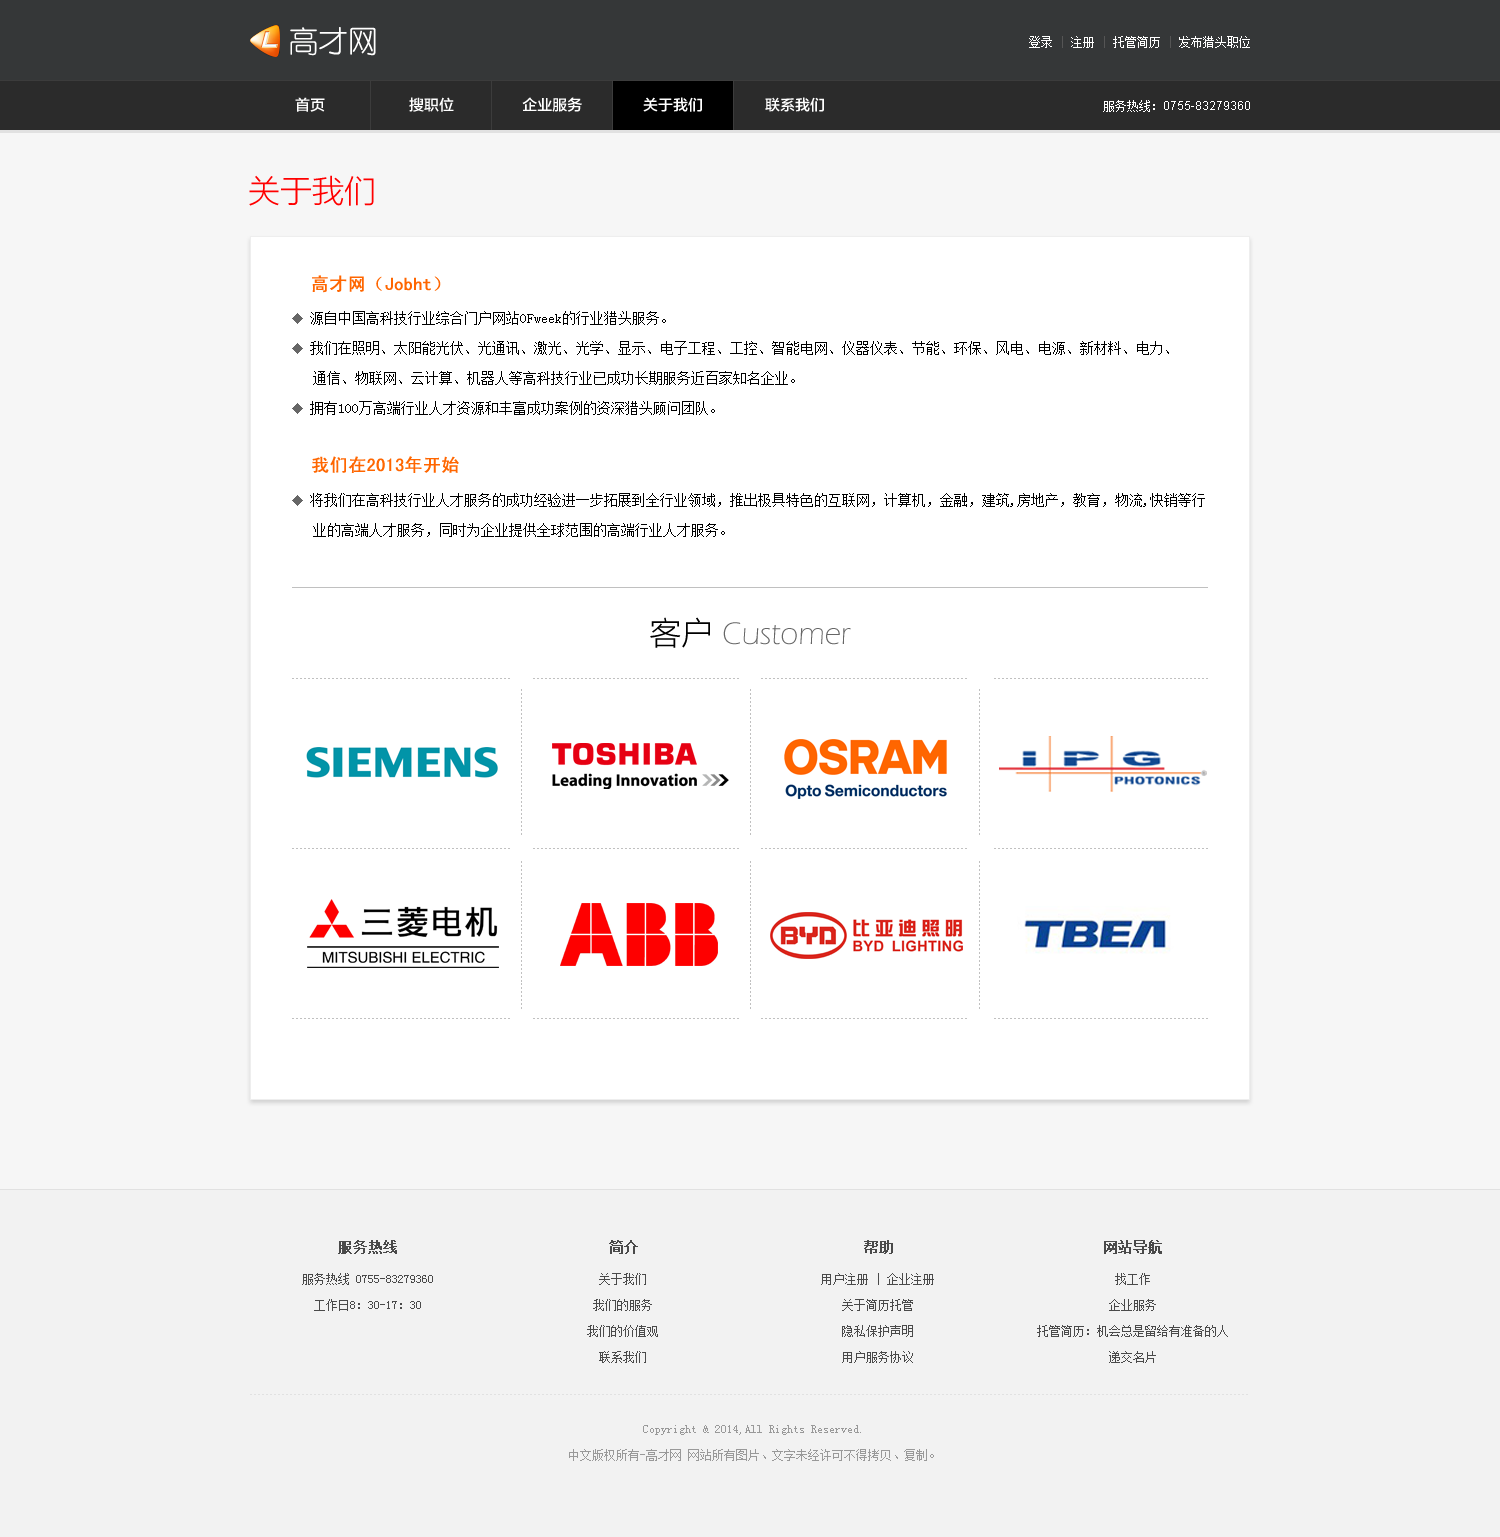 高才网
登录 | 注册 | 托管简历 | 发布猎头职位
首页 搜职位 企业服务 关于我们 联系我们 服务热线：0755-83279360
关于我们
高才网（Jobht）
◆ 源自中国高科技行业综合门户网站OFweek的行业猎头服务。
◆ 我们在照明、太阳能光伏、光通讯、激光、光学、显示、电子工程、工控、智能电网、仪器仪表、节能、环保、风电、电源、新材料、电力、
通信、物联网、云计算、机器人等高科技行业已成功长期服务近百家知名企业。
◆ 拥有100万高端行业人才资源和丰富成功案例的资深猎头顾问团队。
我们在2013年开始
◆ 将我们在高科技行业人才服务的成功经验进一步拓展到全行业领域，推出极具特色的互联网，计算机，金融，建筑,房地产，教育，物流,快销等行
业的高端人才服务，同时为企业提供全球范围的高端行业人才服务。
客户 Customer
SIEMENS
TOSHIBA
Leading Innovation
OSRAM
Opto Semiconductors
IPG
PHOTONICS®
三菱电机
MITSUBISHI ELECTRIC
ABB
BYD 比亚迪照明
BYD LIGHTING
TBEA
服务热线
服务热线 0755-83279360
工作日8：30-17：30
简介
关于我们
我们的服务
我们的价值观
联系我们
帮助
用户注册 | 企业注册
关于简历托管
隐私保护声明
用户服务协议
网站导航
找工作
企业服务
托管简历：机会总是留给有准备的人
递交名片
Copyright & 2014,All Rights Reserved.
中文版权所有-高才网 网站所有图片、文字未经许可不得拷贝、复制。